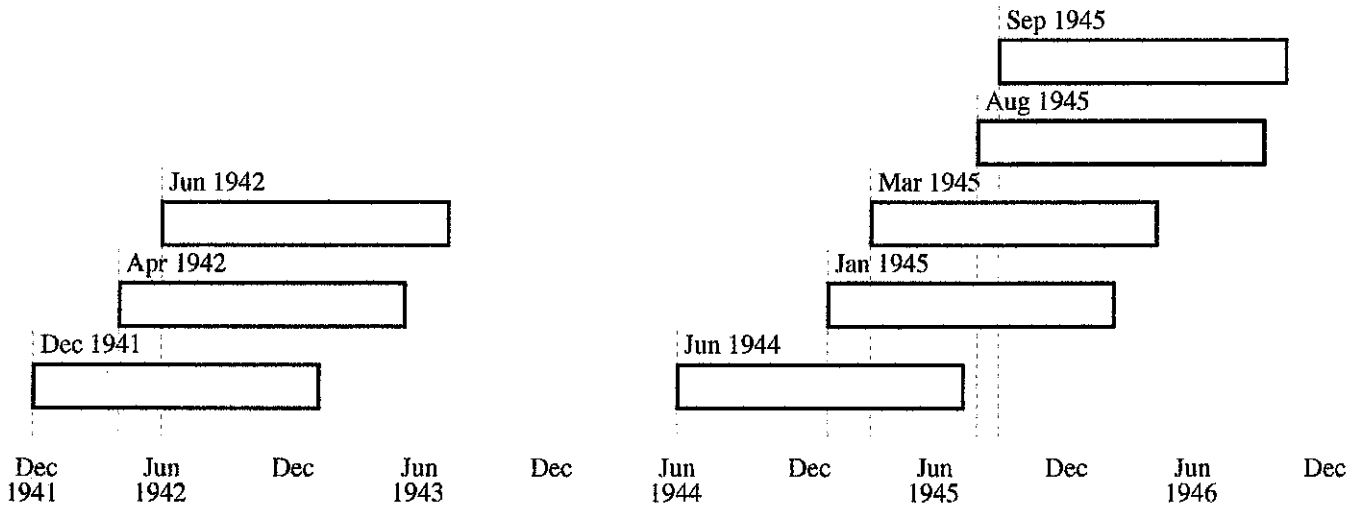 Sep 1945
Aug 1945
Jun 1942
Mar 1945
Apr 1942
Jan 1945
Dec 1941
Jun 1944
Dec Jun Dec Jun Dec Jun Dec Jun Dec Jun Dec
1941 1942 1943 1944 1945 1946